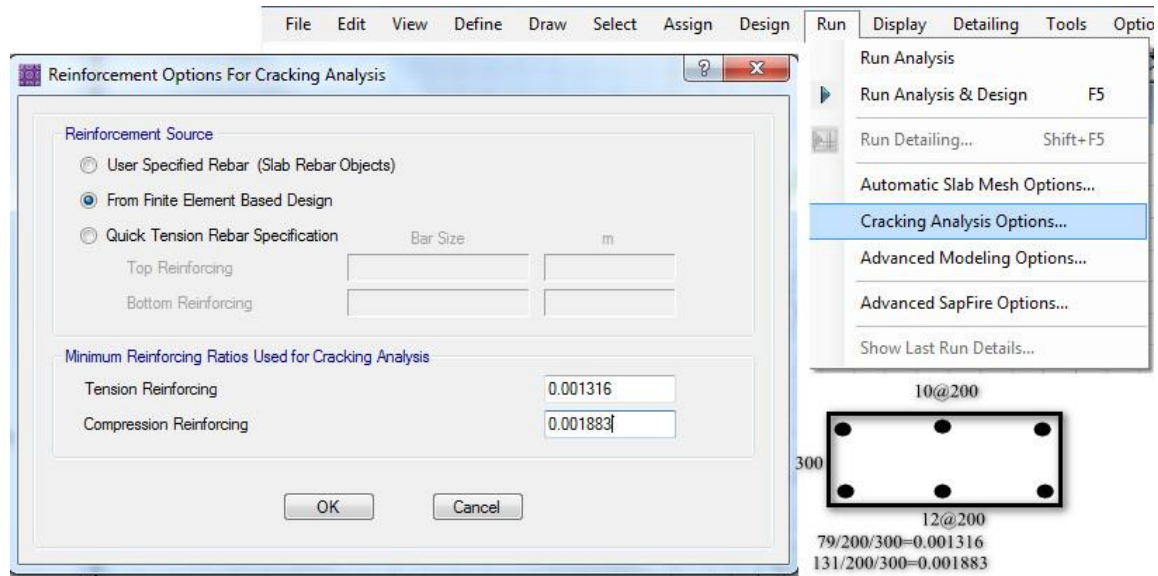 File Edit View Define Draw Select Assign Design Run Display Detailing Tools Optio
Reinforcement Options For Cracking Analysis
Reinforcement Source
User Specified Rebar (Slab Rebar Objects)
From Finite Element Based Design
Quick Tension Rebar Specification Bar Size m
Top Reinforcing
Bottom Reinforcing
Minimum Reinforcing Ratios Used for Cracking Analysis
Tension Reinforcing 0.001316
Compression Reinforcing 0.001883
OK Cancel
Run Analysis
Run Analysis & Design F5
Run Detailing... Shift+F5
Automatic Slab Mesh Options...
Cracking Analysis Options...
Advanced Modeling Options...
Advanced SapFire Options...
Show Last Run Details...
10@200
300
12@200
79/200/300=0.001316
131/200/300=0.001883